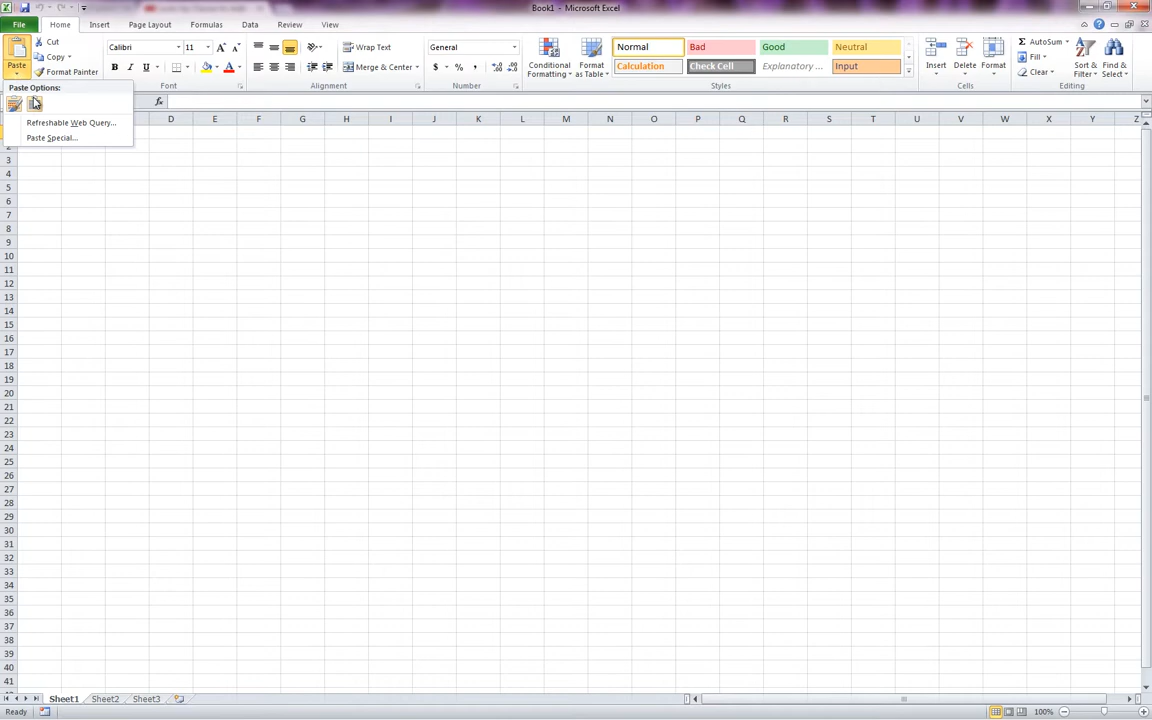 Book1 - Microsoft Excel
File Home Insert Page Layout Formulas Data Review View
Paste
Cut
Copy
Format Painter
Calibri 11
B I U
Font
Wrap Text
Merge & Center
Alignment
General
$ % ,
Number
Conditional Formatting
Format as Table
Normal Bad Good Neutral
Calculation Check Cell Explanatory ... Input
Styles
Insert Delete Format
Cells
AutoSum
Fill
Clear
Sort & Filter
Find & Select
Editing
Paste Options:
Refreshable Web Query...
Paste Special...
fx
D E F G H I J K L M N O P Q R S T U V W X Y Z
2
3
4
5
6
7
8
9
10
11
12
13
14
15
16
17
18
19
20
21
22
23
24
25
26
27
28
29
30
31
32
33
34
35
36
37
38
39
40
41
Sheet1 Sheet2 Sheet3
Ready 100%